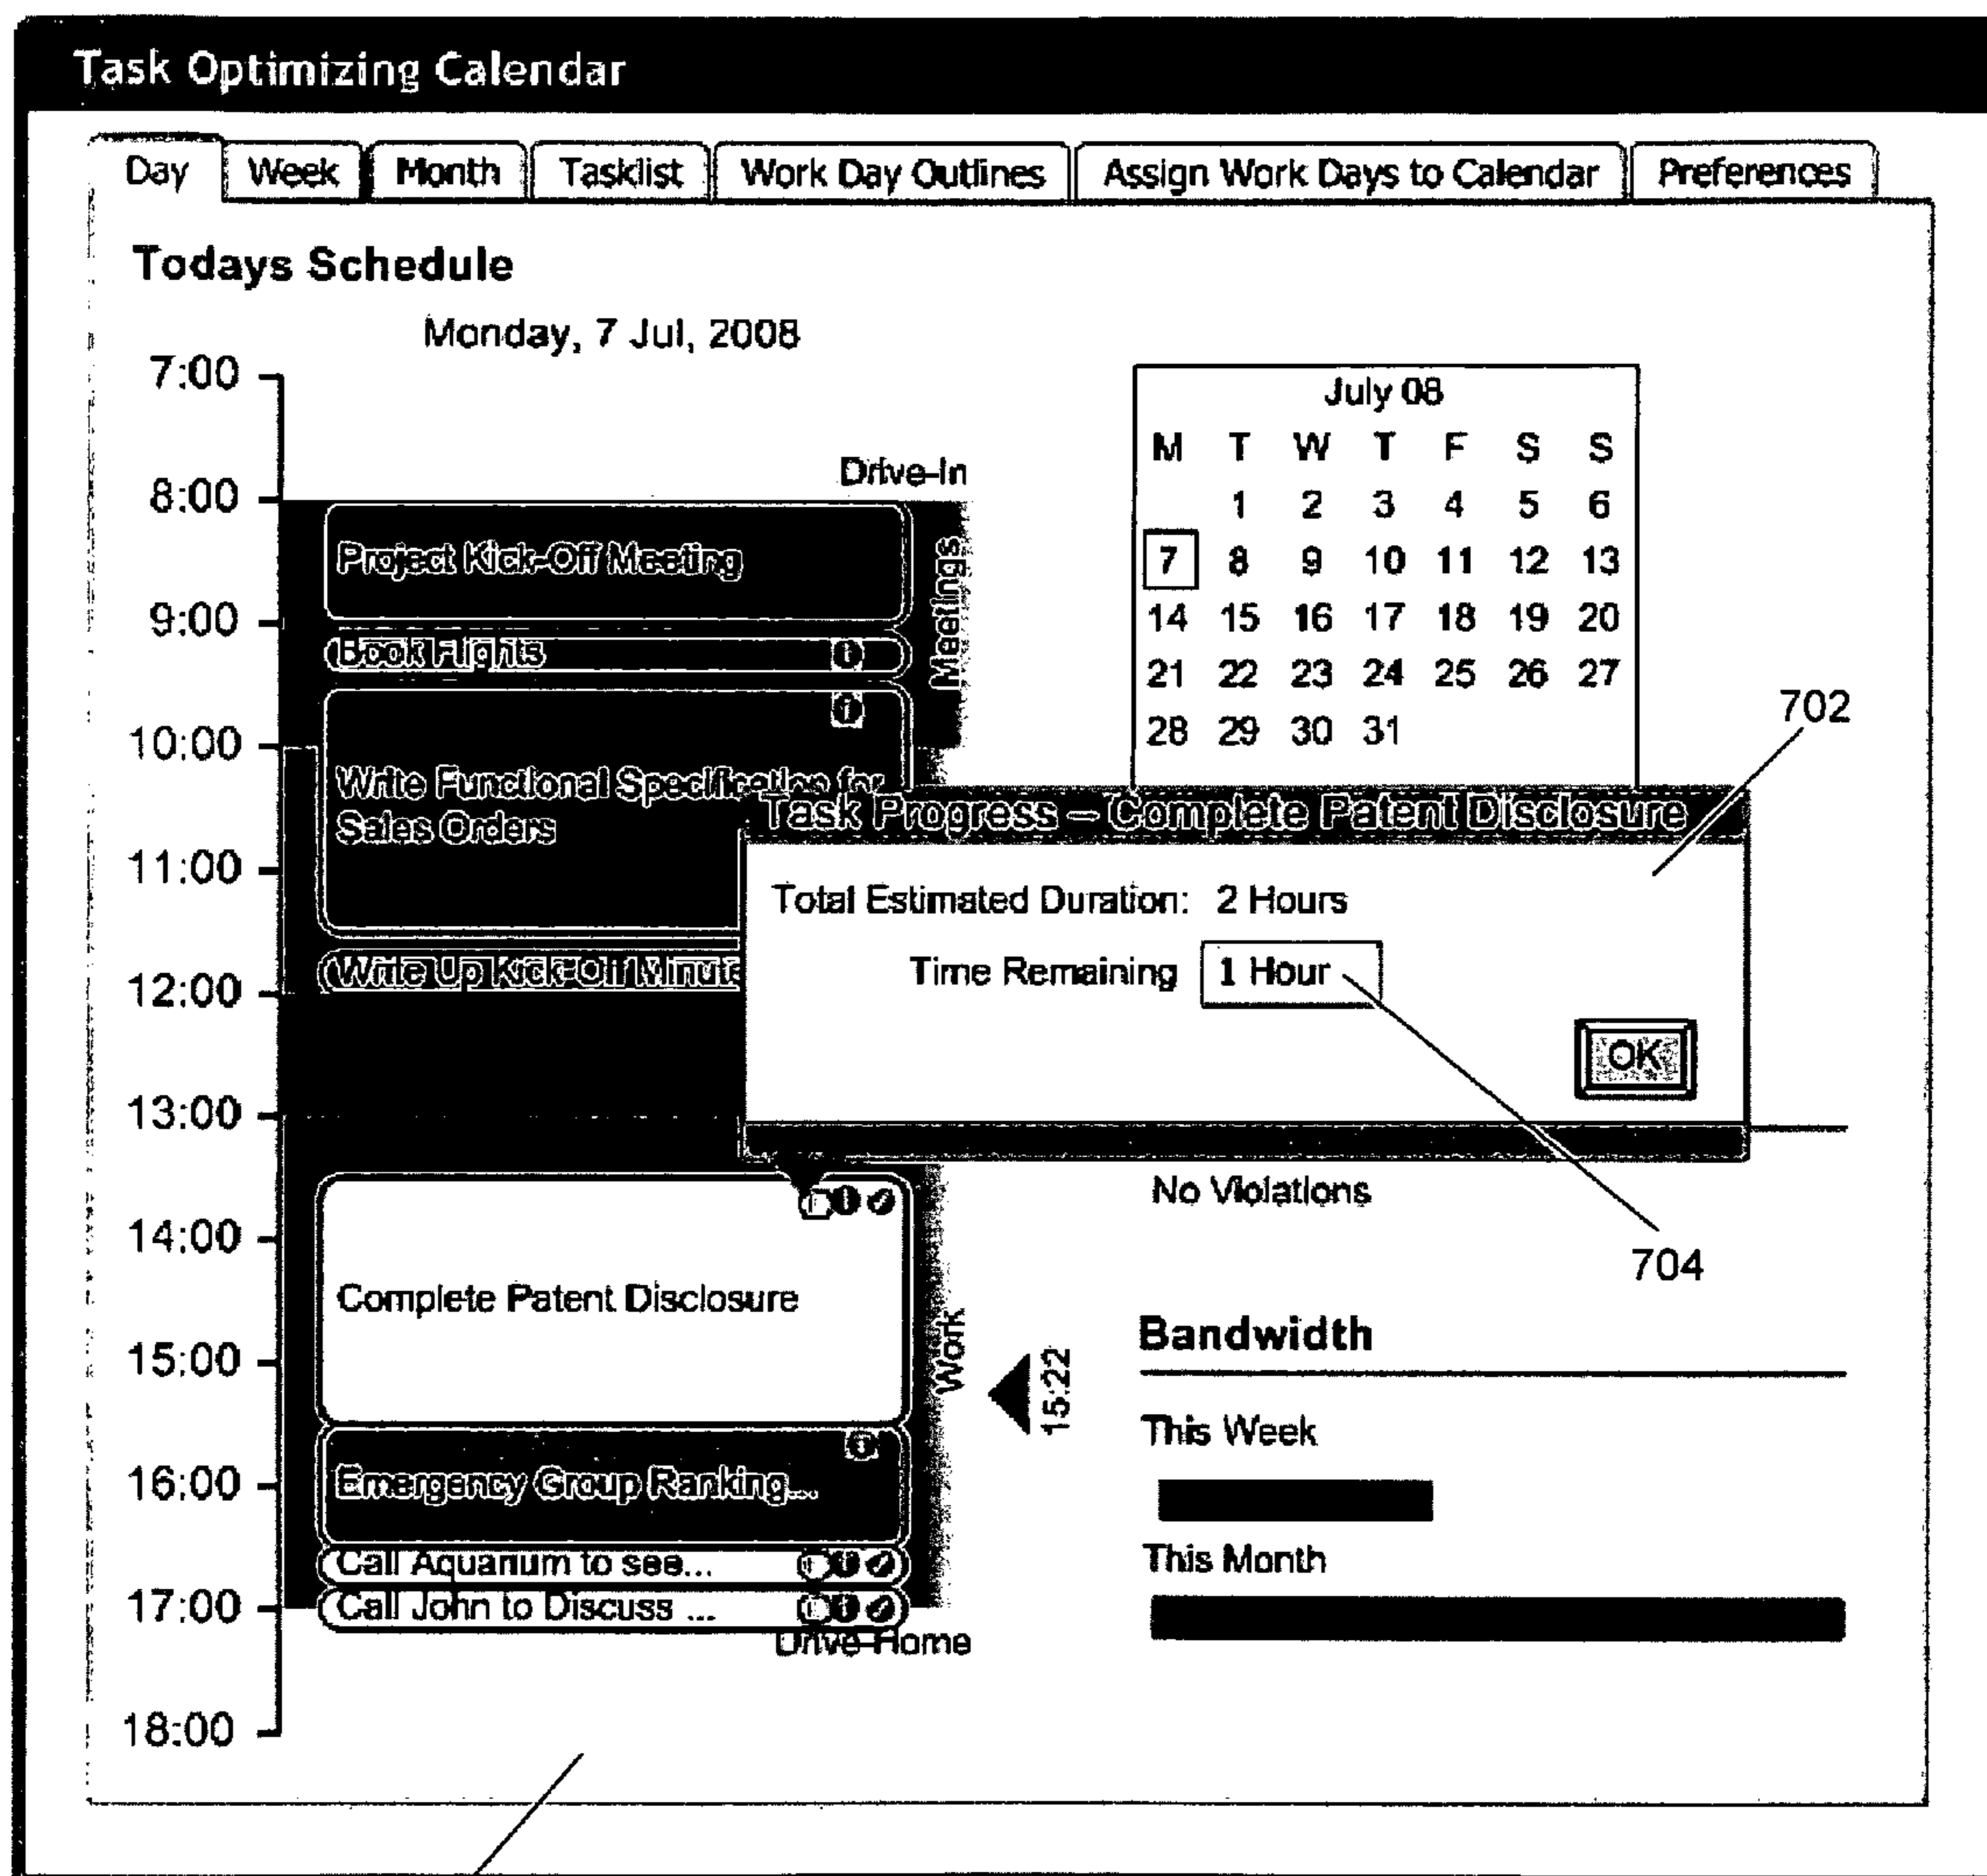 Task Optimizing Calendar
Day Week Month Tasklist Work Day Outlines Assign Work Days to Calendar Preferences
Todays Schedule
Monday, 7 Jul, 2008
7:00
8:00
9:00
10:00
11:00
12:00
13:00
14:00
15:00
16:00
17:00
18:00
Drive-In
Project Kick-Off Meeting
Book Flights
Meetings
Write Functional Specification for
Sales Orders
Write Up Kick-Off Minute
July 08
M T W T F S S
1 2 3 4 5 6
7 8 9 10 11 12 13
14 15 16 17 18 19 20
21 22 23 24 25 26 27
28 29 30 31
702
Task Progress – Complete Patent Disclosure
Total Estimated Duration: 2 Hours
Time Remaining 1 Hour
OK
No Violations
704
Complete Patent Disclosure
Work
15:22
Emergency Group Ranking...
Call Aquarium to see...
Call John to Discuss ...
Drive-Home
Bandwidth
This Week
This Month